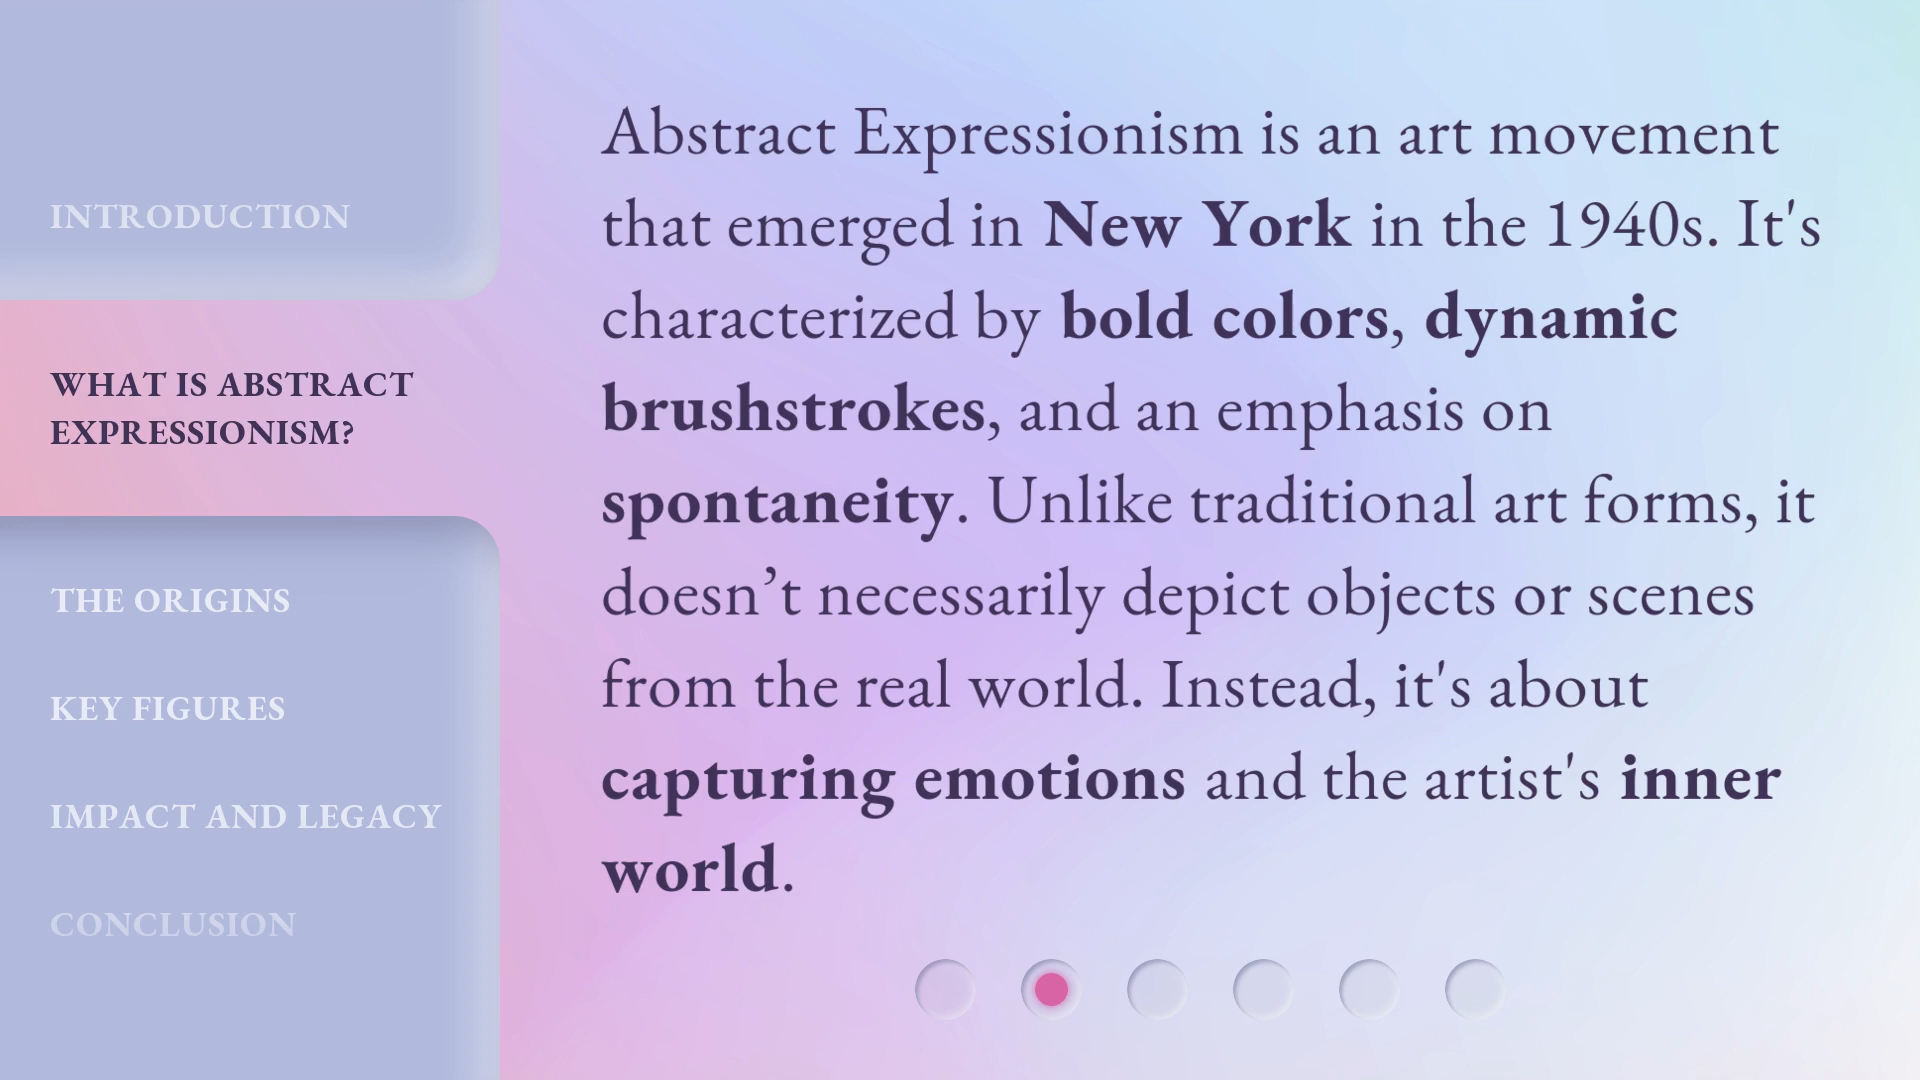 INTRODUCTION
WHAT IS ABSTRACT
EXPRESSIONISM?
THE ORIGINS
KEY FIGURES
IMPACT AND LEGACY
CONCLUSION
Abstract Expressionism is an art movement
that emerged in New York in the 1940s. It's
characterized by bold colors, dynamic
brushstrokes, and an emphasis on
spontaneity. Unlike traditional art forms, it
doesn’t necessarily depict objects or scenes
from the real world. Instead, it's about
capturing emotions and the artist's inner
world.